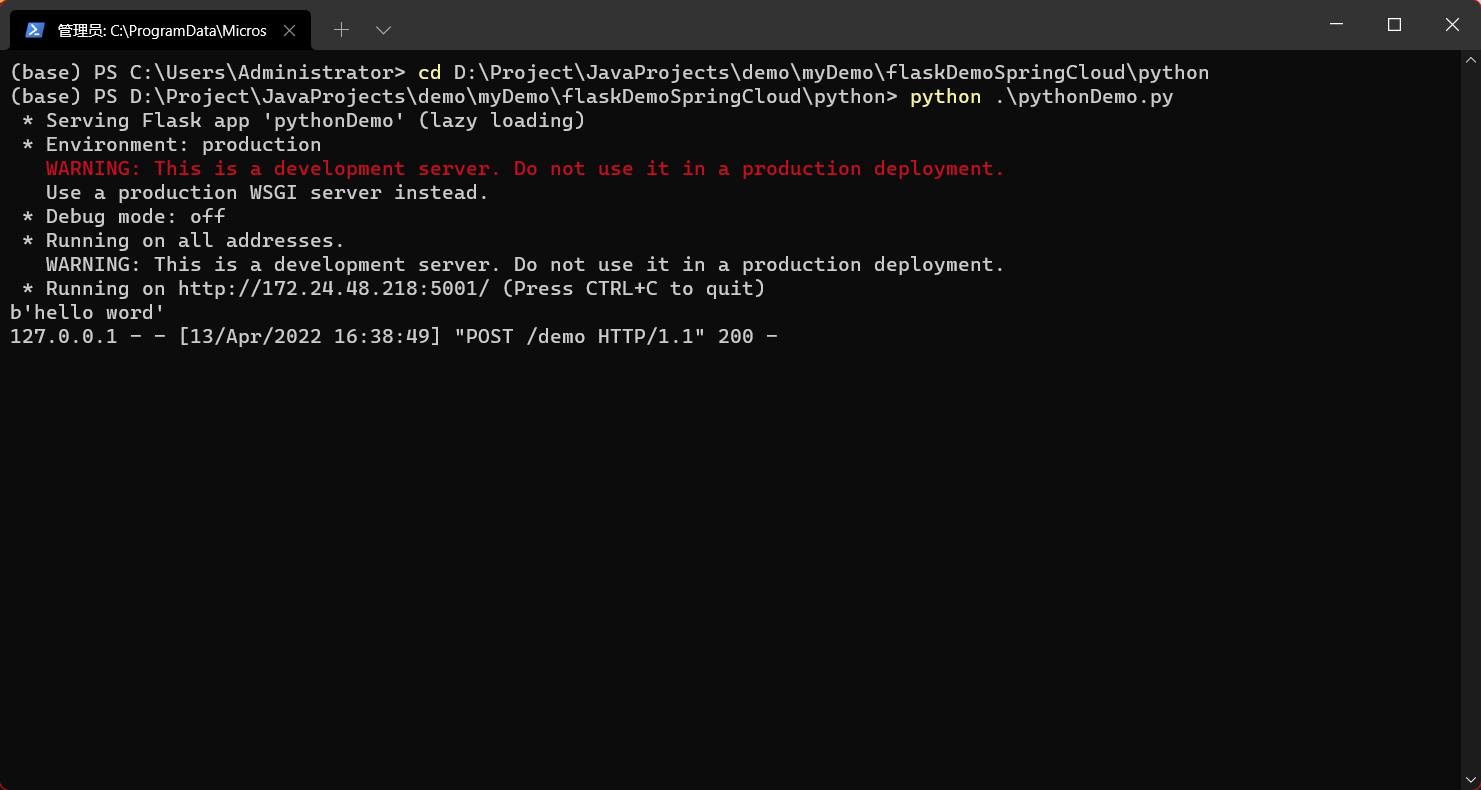 管理员: C:\ProgramData\Micros
(base) PS C:\Users\Administrator> cd D:\Project\JavaProjects\demo\myDemo\flaskDemoSpringCloud\python
(base) PS D:\Project\JavaProjects\demo\myDemo\flaskDemoSpringCloud\python> python .\pythonDemo.py
 * Serving Flask app 'pythonDemo' (lazy loading)
 * Environment: production
   WARNING: This is a development server. Do not use it in a production deployment.
   Use a production WSGI server instead.
 * Debug mode: off
 * Running on all addresses.
   WARNING: This is a development server. Do not use it in a production deployment.
 * Running on http://172.24.48.218:5001/ (Press CTRL+C to quit)
b'hello word'
127.0.0.1 - - [13/Apr/2022 16:38:49] "POST /demo HTTP/1.1" 200 -